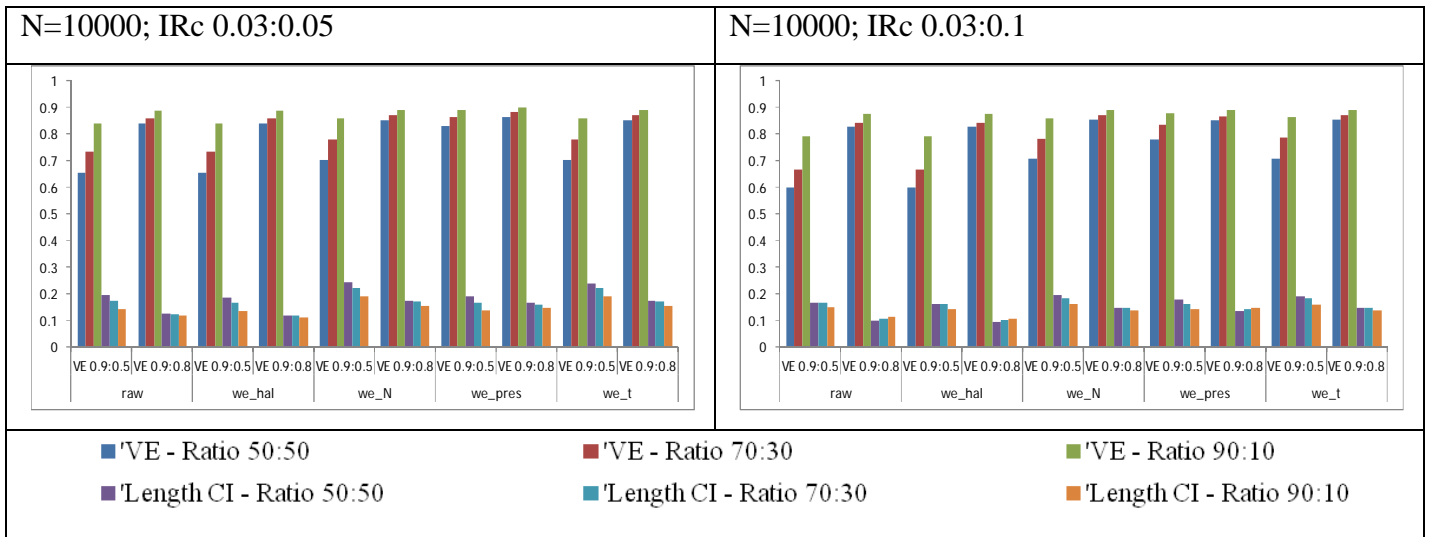 N=10000; IRc 0.03:0.05
N=10000; IRc 0.03:0.1
1
0.9
0.8
0.7
0.6
0.5
0.4
0.3
0.2
0.1
0
VE 0.9:0.5 VE 0.9:0.8 VE 0.9:0.5 VE 0.9:0.8 VE 0.9:0.5 VE 0.9:0.8 VE 0.9:0.5 VE 0.9:0.8 VE 0.9:0.5 VE 0.9:0.8
raw we_hal we_N we_pres we_t
1
0.9
0.8
0.7
0.6
0.5
0.4
0.3
0.2
0.1
0
VE 0.9:0.5 VE 0.9:0.8 VE 0.9:0.5 VE 0.9:0.8 VE 0.9:0.5 VE 0.9:0.8 VE 0.9:0.5 VE 0.9:0.8 VE 0.9:0.5 VE 0.9:0.8
raw we_hal we_N we_pres we_t
'VE - Ratio 50:50 'VE - Ratio 70:30 'VE - Ratio 90:10
'Length CI - Ratio 50:50 'Length CI - Ratio 70:30 'Length CI - Ratio 90:10